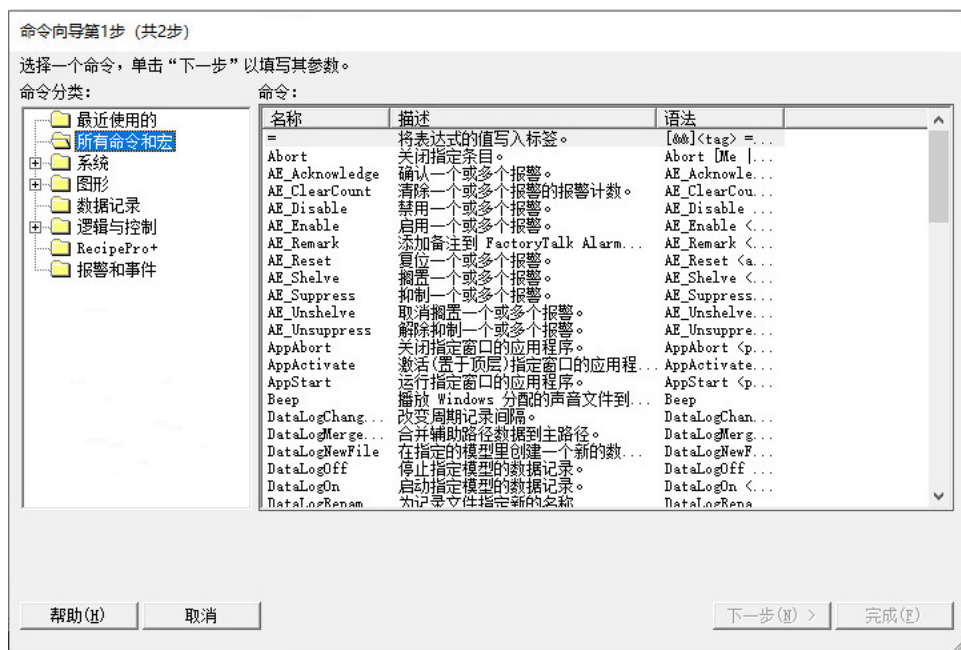 命令向导第1步 (共2步)
选择一个命令，单击“下一步”以填写其参数。
命令分类: 命令:
最近使用的
所有命令和宏
系统
图形
数据记录
逻辑与控制
RecipePro+
报警和事件
名称 描述 语法
= 将表达式的值写入标签。 [&&]<tag> =...
Abort 关闭指定条目。 Abort [Me |...
AE_Acknowledge 确认一个或多个报警。 AE_Acknowle...
AE_ClearCount 清除一个或多个报警的报警计数。 AE_ClearCou...
AE_Disable 禁用一个或多个报警。 AE_Disable ...
AE_Enable 启用一个或多个报警。 AE_Enable <...
AE_Remark 添加备注到 FactoryTalk Alarm... AE_Remark <...
AE_Reset 复位一个或多个报警。 AE_Reset <a...
AE_Shelve 搁置一个或多个报警。 AE_Shelve <...
AE_Suppress 抑制一个或多个报警。 AE_Suppress...
AE_Unshelve 取消搁置一个或多个报警。 AE_Unshelve...
AE_Unsuppress 解除抑制一个或多个报警。 AE_Unsuppre...
AppAbort 关闭指定窗口的应用程序。 AppAbort <p...
AppActivate 激活(置于顶层)指定窗口的应用程... AppActivate...
AppStart 运行指定窗口的应用程序。 AppStart <p...
Beep 播放 Windows 分配的声音文件到... Beep
DataLogChang... 改变周期记录间隔。 DataLogChan...
DataLogMerge... 合并辅助路径数据到主路径。 DataLogMerg...
DataLogNewFile 在指定的模型里创建一个新的数... DataLogNewF...
DataLogOff 停止指定模型的数据记录。 DataLogOff ...
DataLogOn 启动指定模型的数据记录。 DataLogOn <...
DataLogRenam 为记录文件指定新的名称 DataLogRena
帮助(H) 取消 下一步(N) > 完成(F)